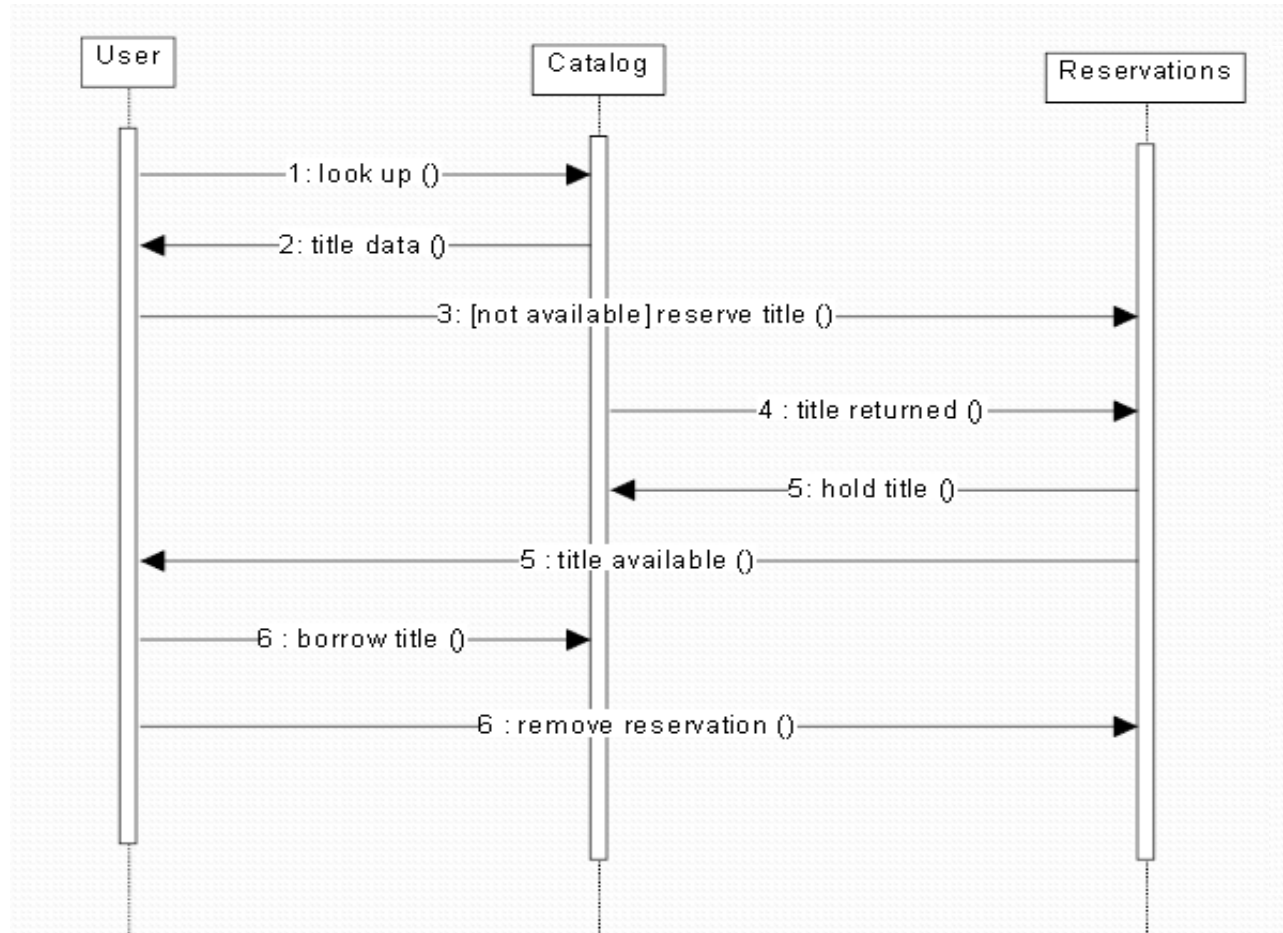 User
Catalog
Reservations
1: look up ()
2: title data ()
3: [not available] reserve title ()
4 : title returned ()
5: hold title ()
5 : title available ()
6 : borrow title ()
6 : remove reservation ()